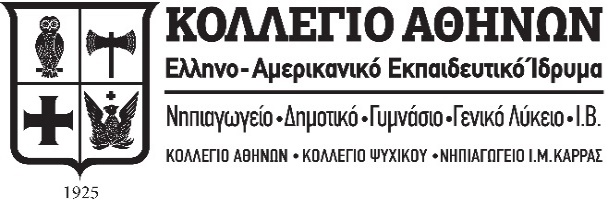 ΚΟΛΛΕΓΙΟ ΑΘΗΝΩΝ
Ελληνο-Αμερικανικό Εκπαιδευτικό Ίδρυμα
Νηπιαγωγείο•Δημοτικό•Γυμνάσιο•Γενικό Λύκειο•Ι.Β.
ΚΟΛΛΕΓΙΟ ΑΘΗΝΩΝ • ΚΟΛΛΕΓΙΟ ΨΥΧΙΚΟΥ •ΝΗΠΙΑΓΩΓΕΙΟ Ι.Μ.ΚΑΡΡΑΣ
1925